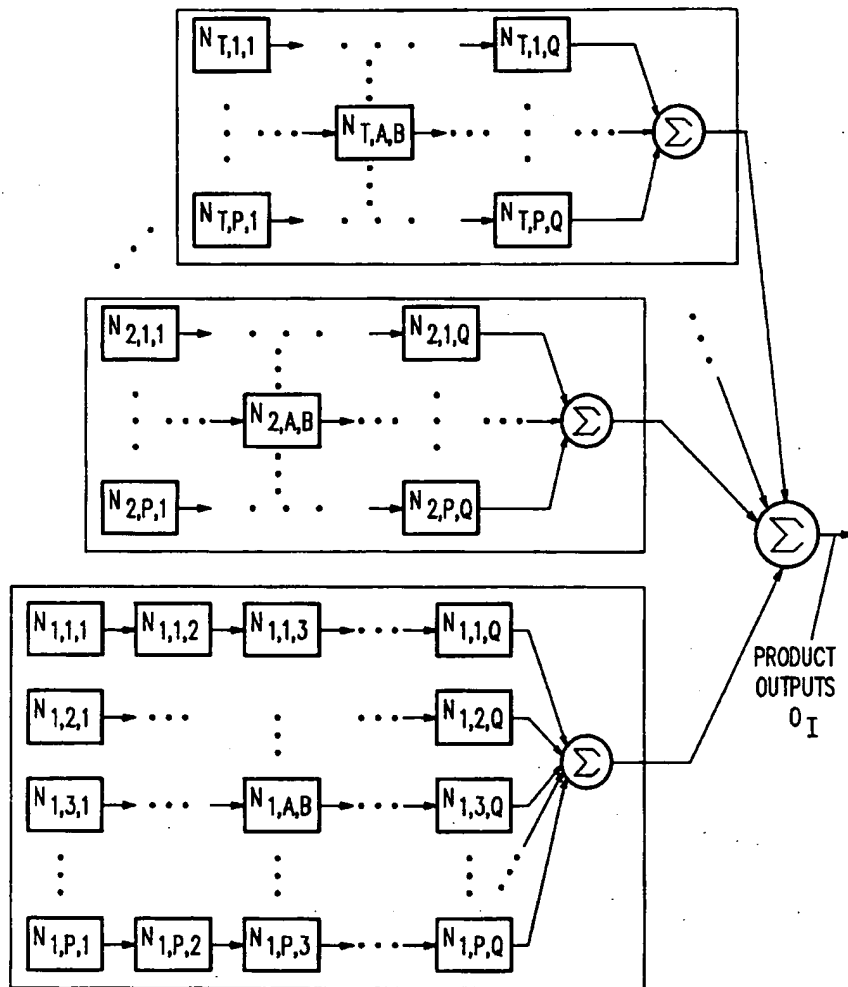 N T,1,1 N T,1,Q
N T,A,B Σ
N T,P,1 N T,P,Q
N 2,1,1 N 2,1,Q
N 2,A,B Σ
N 2,P,1 N 2,P,Q
Σ
N 1,1,1 N 1,1,2 N 1,1,3 N 1,1,Q
PRODUCT
OUTPUTS
O I
N 1,2,1 N 1,2,Q
Σ
N 1,3,1 N 1,A,B N 1,3,Q
N 1,P,1 N 1,P,2 N 1,P,3 N 1,P,Q